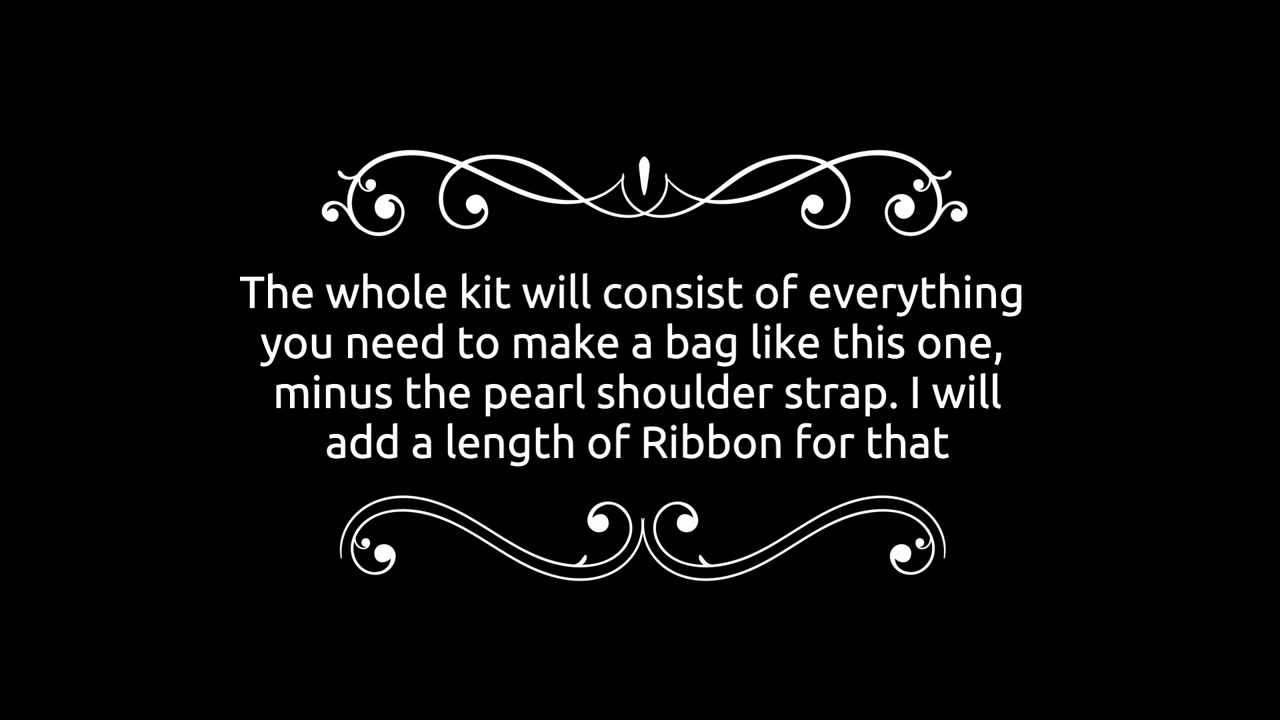 The whole kit will consist of everything
you need to make a bag like this one,
minus the pearl shoulder strap. I will
add a length of Ribbon for that